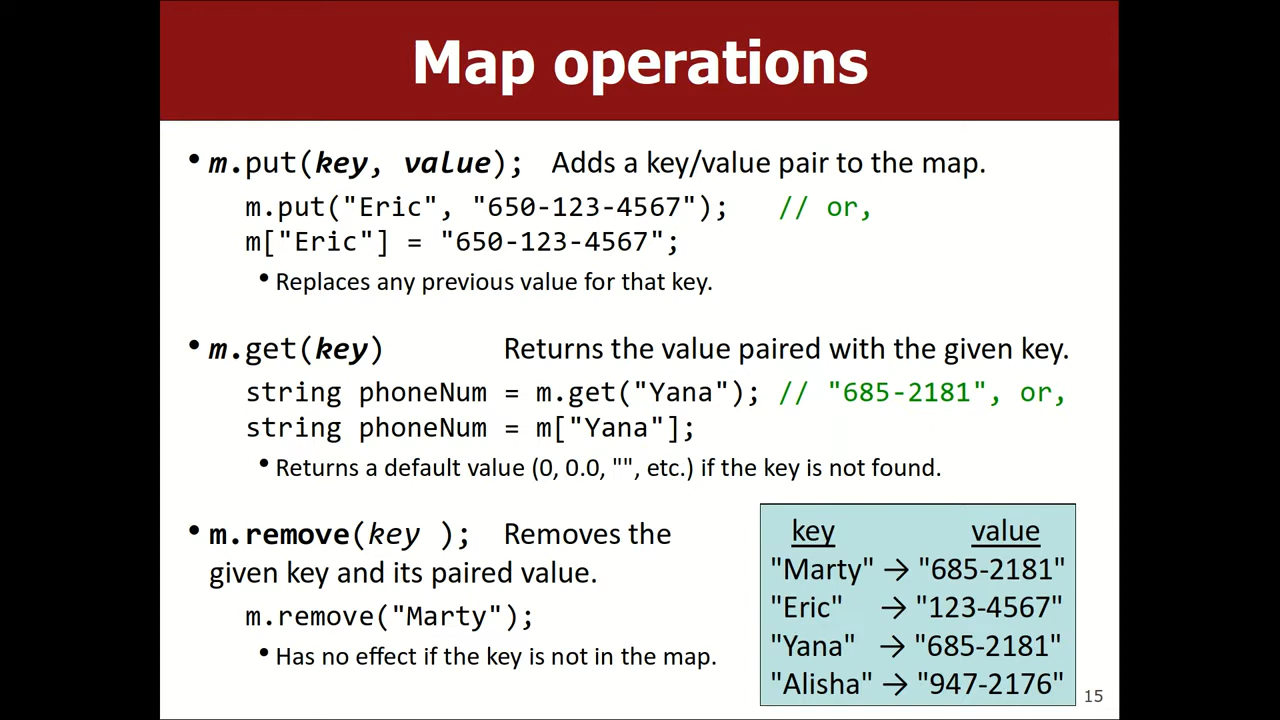 Map operations
• m.put(key, value); Adds a key/value pair to the map.
m.put("Eric", "650-123-4567"); // or,
m["Eric"] = "650-123-4567";
• Replaces any previous value for that key.
• m.get(key) Returns the value paired with the given key.
string phoneNum = m.get("Yana"); // "685-2181", or,
string phoneNum = m["Yana"];
• Returns a default value (0, 0.0, "", etc.) if the key is not found.
• m.remove(key ); Removes the
given key and its paired value.
m.remove("Marty");
• Has no effect if the key is not in the map.
key value
"Marty" → "685-2181"
"Eric" → "123-4567"
"Yana" → "685-2181"
"Alisha" → "947-2176"
15